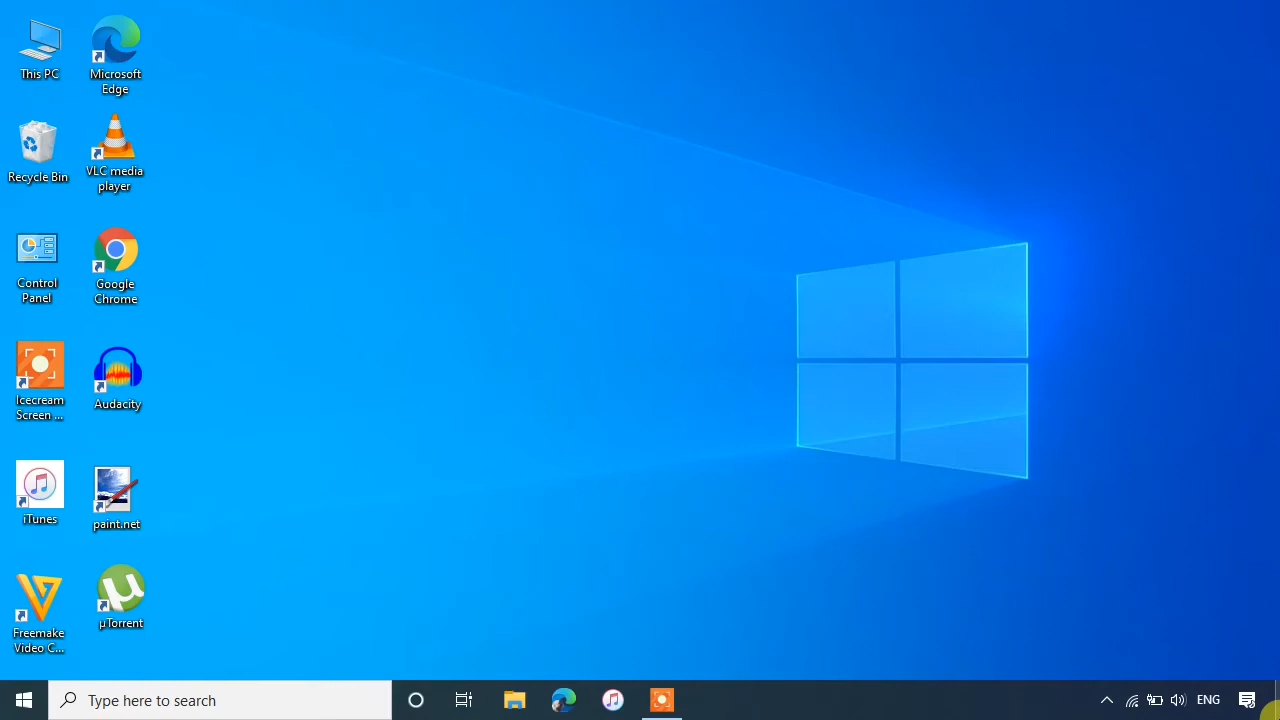 This PC
Microsoft
Edge
Recycle Bin
VLC media
player
Control
Panel
Google
Chrome
Icecream
Screen ...
Audacity
iTunes
paint.net
Freemake
Video C...
µTorrent
Type here to search
ENG